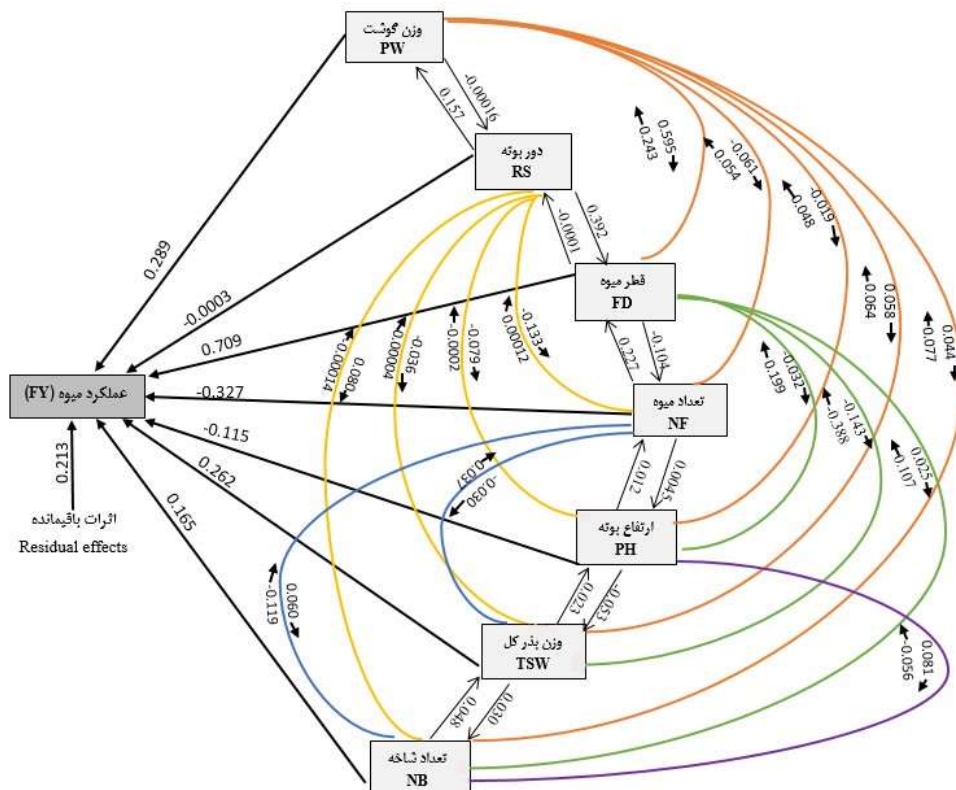 وزن گوشت
PW
-0.00016
0.157
دور بوته
RS
0.595
0.243
-0.061
0.054
-0.019
0.048
0.058
0.064
0.044
0.077
0.392
-0.0001
قطر میوه
FD
0.289
-0.0003
0.709
-0.133
0.00012
-0.079
-0.0002
-0.036
-0.00004
0.080
-0.00014
-0.104
0.227
-0.032
0.199
-0.143
-0.388
0.025
0.107
عملکرد میوه (FY)
-0.327
تعداد میوه
NF
-0.115
0.262
0.165
0.213
اثرات باقیمانده
Residual effects
-0.037
-0.030
0.012
0.0045
ارتفاع بوته
PH
0.060
-0.119
0.023
-0.053
وزن بذر کل
TSW
0.081
-0.056
0.048
0.030
تعداد شاخه
NB